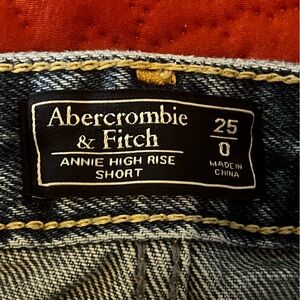 Abercrombie
& Fitch
ANNIE HIGH RISE
SHORT
25
0
MADE IN
CHINA